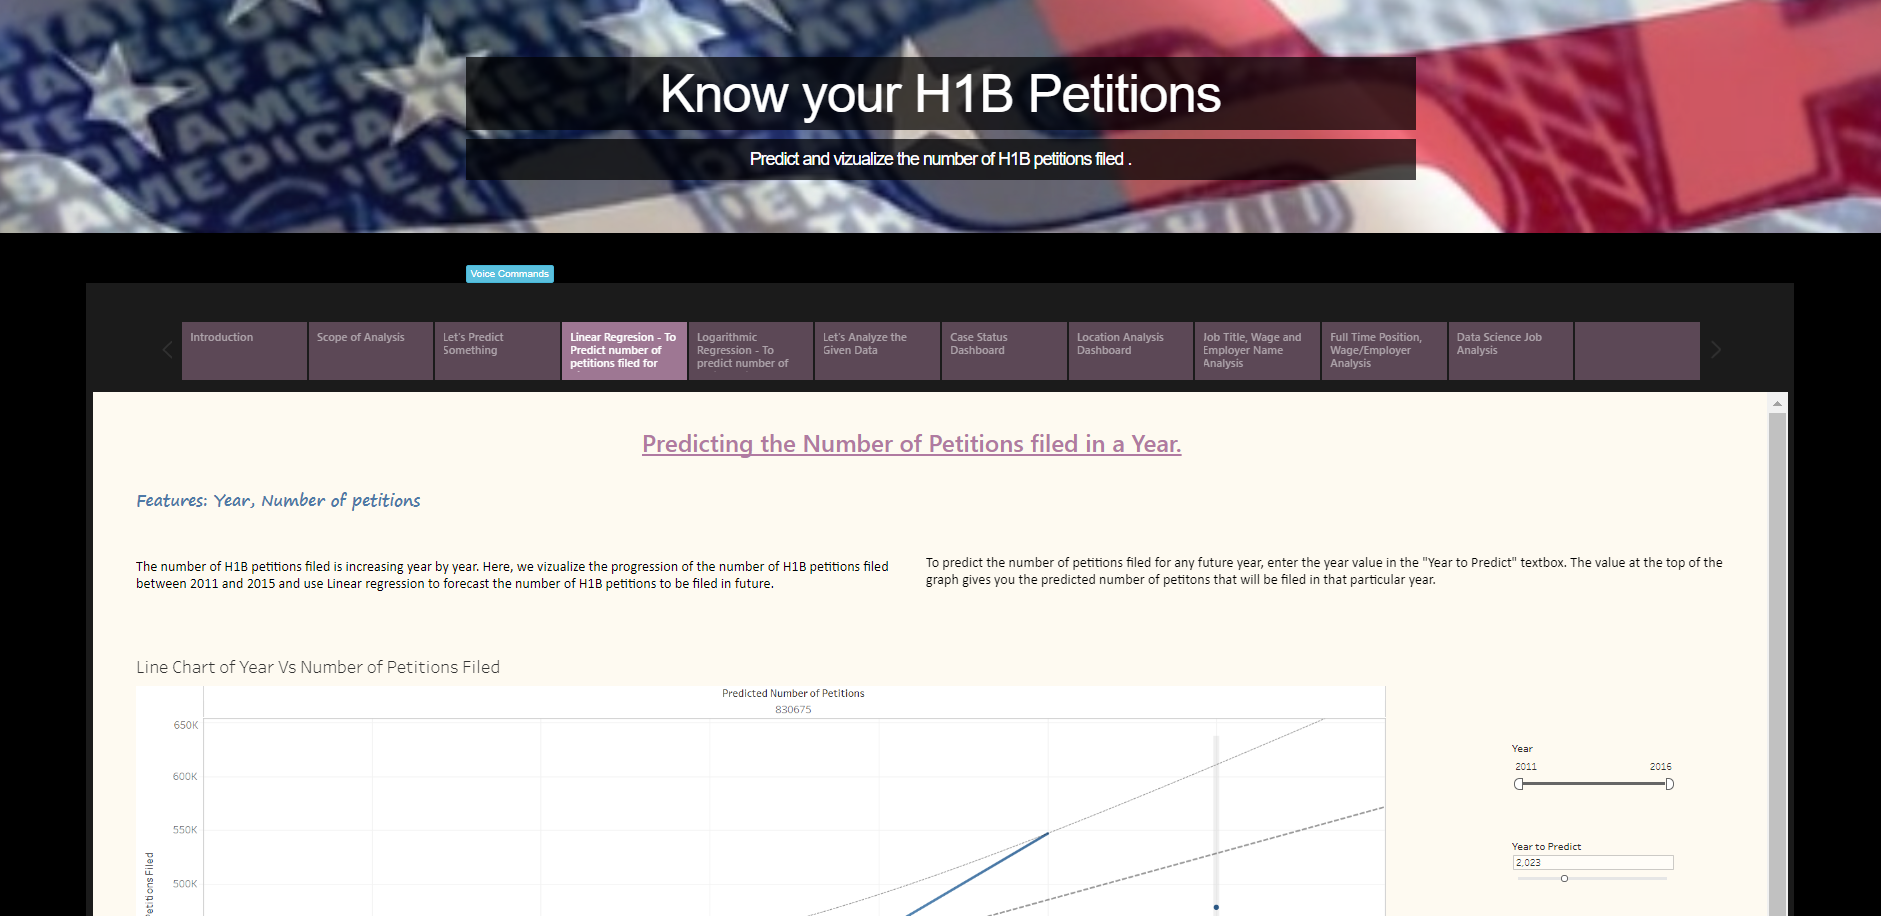 Know your H1B Petitions
Predict and vizualize the number of H1B petitions filed .
Voice Commands
Introduction
Scope of Analysis
Let's Predict
Something
Linear Regresion - To
Predict number of
petitions filed for
Logarithmic
Regression - To
predict number of
Let's Analyze the
Given Data
Case Status
Dashboard
Location Analysis
Dashboard
Job Title, Wage and
Employer Name
Analysis
Full Time Position,
Wage/Employer
Analysis
Data Science Job
Analysis
Predicting the Number of Petitions filed in a Year.
Features: Year, Number of petitions
The number of H1B petitions filed is increasing year by year. Here, we vizualize the progression of the number of H1B petitions filed
between 2011 and 2015 and use Linear regression to forecast the number of H1B petitions to be filed in future.
To predict the number of petitions filed for any future year, enter the year value in the "Year to Predict" textbox. The value at the top of the
graph gives you the predicted number of petitons that will be filed in that particular year.
Line Chart of Year Vs Number of Petitions Filed
Predicted Number of Petitions
830675
650K
600K
550K
500K
Petitions Filed
Year
2011 2016
Year to Predict
2,023